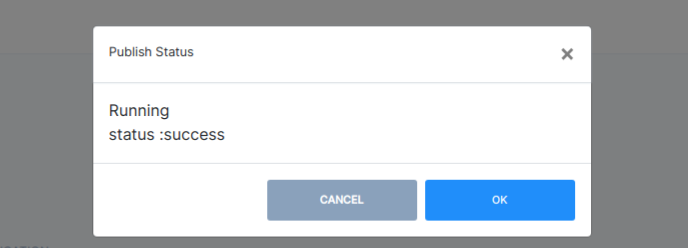 Publish Status
×
Running
status :success
CANCEL
OK